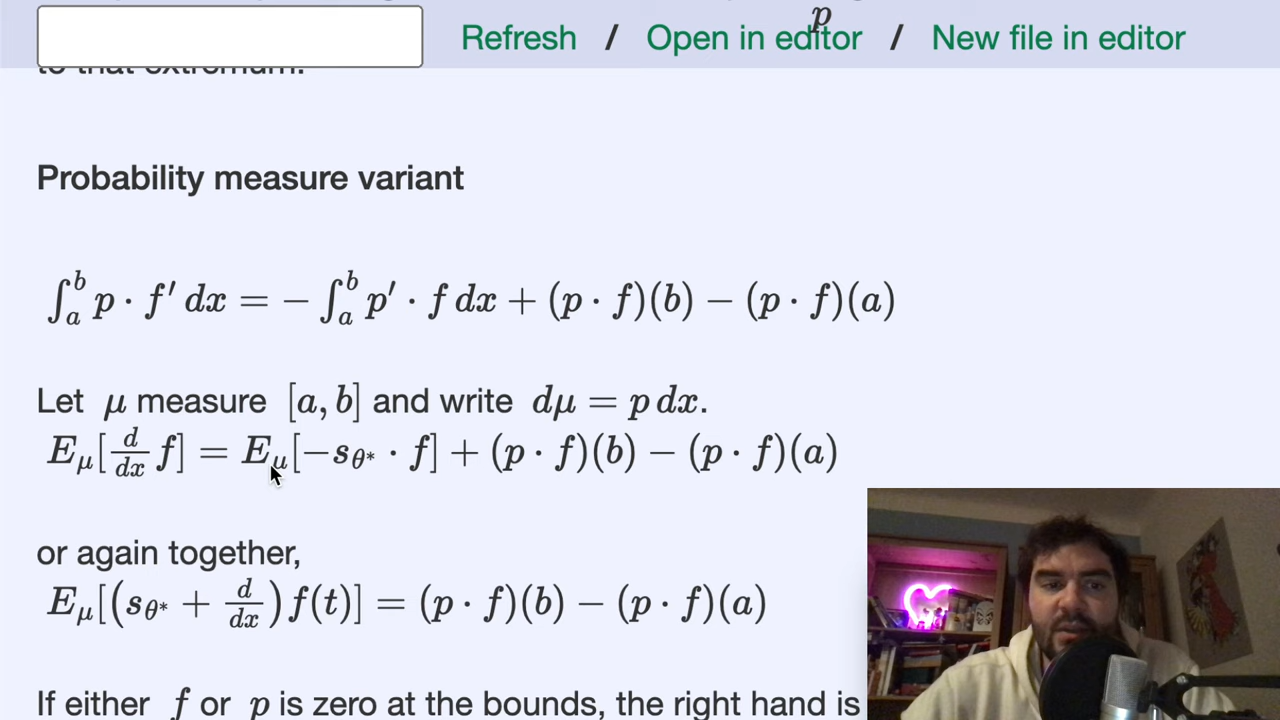 p
Refresh / Open in editor / New file in editor
to that extremum.
Probability measure variant
∫_a^b p · f′ dx = − ∫_a^b p′ · f dx + (p · f)(b) − (p · f)(a)
Let μ measure [a, b] and write dμ = p dx.
E_μ[d/dx f] = E_μ[−s_θ* · f] + (p · f)(b) − (p · f)(a)
or again together,
E_μ[(s_θ* + d/dx) f(t)] = (p · f)(b) − (p · f)(a)
If either f or p is zero at the bounds, the right hand is